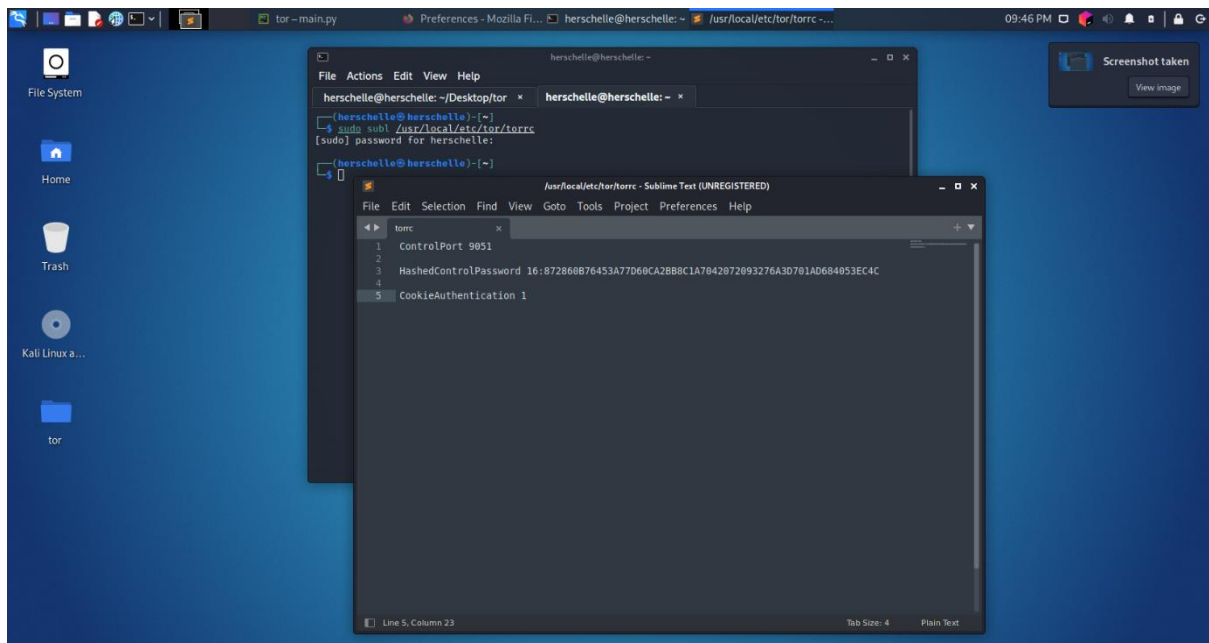 tor – main.py
Preferences - Mozilla Fi...
herschelle@herschelle: ~
/usr/local/etc/tor/torrc -...
09:46 PM
File System
Home
Trash
Kali Linux a...
tor
Screenshot taken
View image
herschelle@herschelle: ~
File Actions Edit View Help
herschelle@herschelle: ~/Desktop/tor ×
herschelle@herschelle: ~ ×
(herschelle㉿herschelle)-[~]
$ sudo subl /usr/local/etc/tor/torrc
[sudo] password for herschelle:
(herschelle㉿herschelle)-[~]
$
/usr/local/etc/tor/torrc - Sublime Text (UNREGISTERED)
File Edit Selection Find View Goto Tools Project Preferences Help
torrc ×
1 ControlPort 9051
2
3 HashedControlPassword 16:872860B76453A77D60CA2BB8C1A7042072093276A3D701AD684053EC4C
4
5 CookieAuthentication 1
Line 5, Column 23
Tab Size: 4
Plain Text